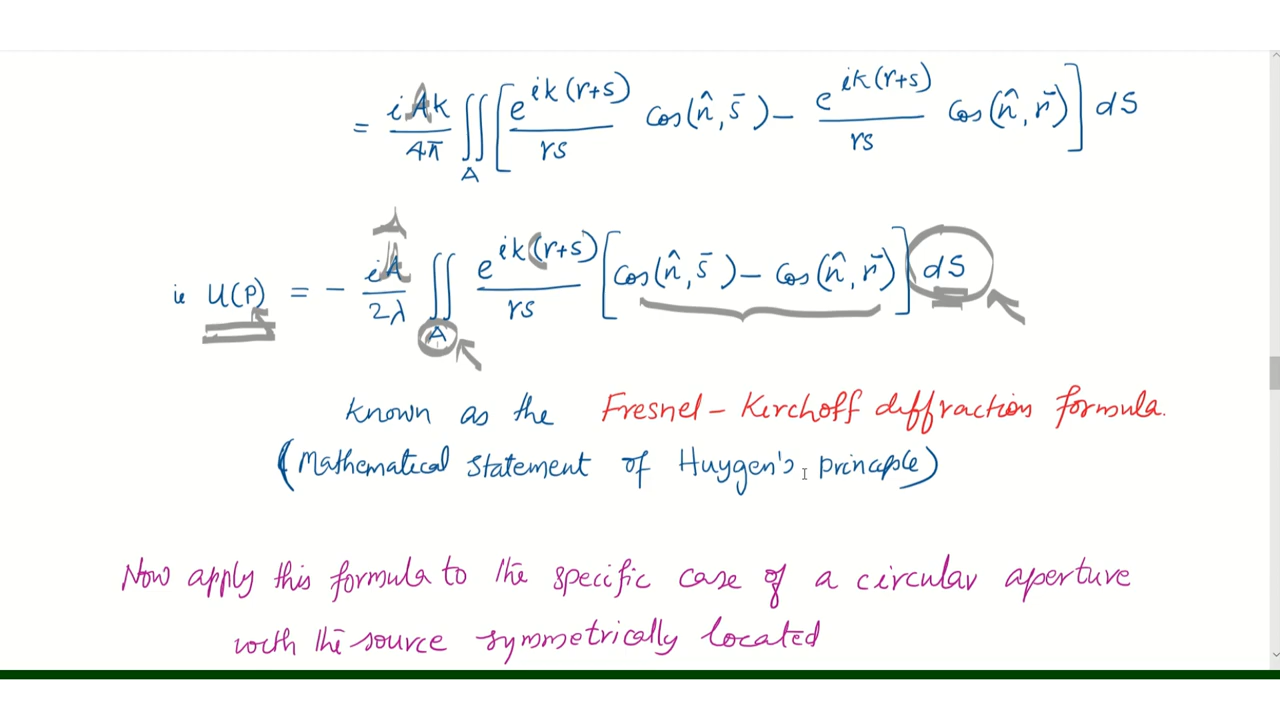 = iAk/4π ∬_A [ e^{ik(r+s)}/rs cos(n̂, s̄) – e^{ik(r+s)}/rs cos(n̂, r̄) ] dS
ie U(P) = – iA/2λ ∬_A e^{ik(r+s)}/rs [ cos(n̂, s̄) – cos(n̂, r̄) ] dS
known as the Fresnel – Kirchoff diffraction formula.
(Mathematical statement of Huygen's principle)
Now apply this formula to the specific case of a circular aperture
with the source symmetrically located